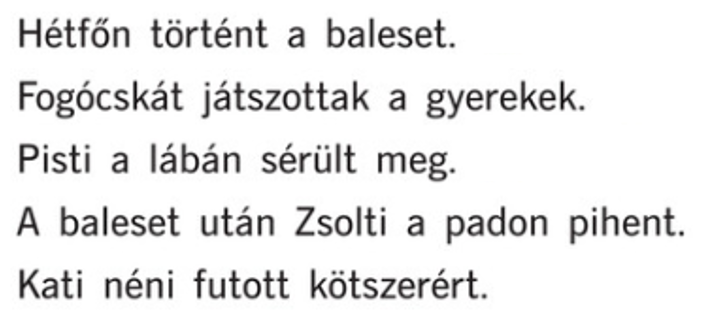 Hétfőn történt a baleset.
Fogócskát játszottak a gyerekek.
Pisti a lábán sérült meg.
A baleset után Zsolti a padon pihent.
Kati néni futott kötszerért.